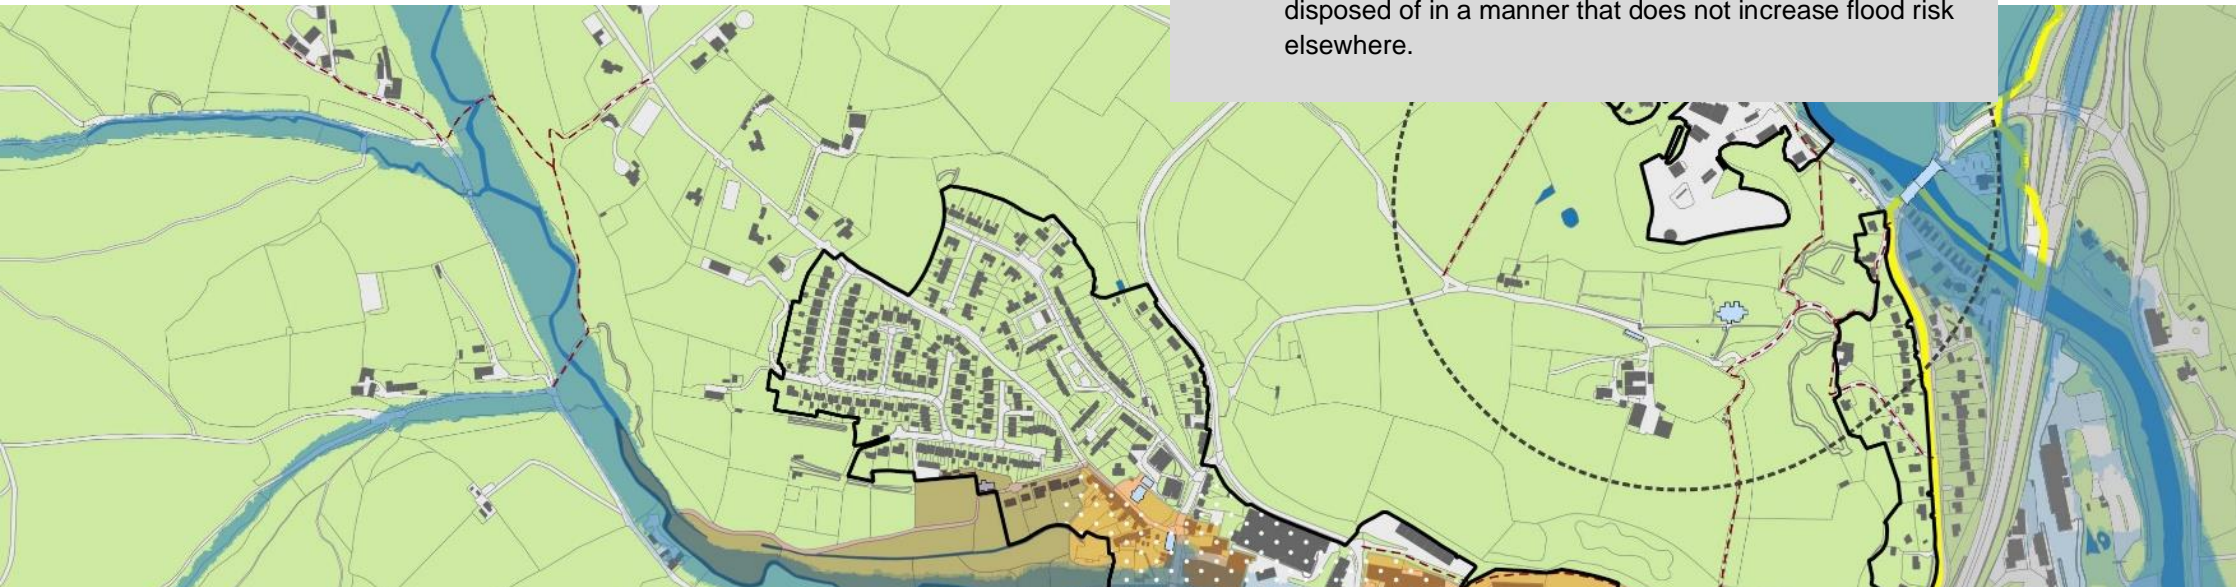 disposed of in a manner that does not increase flood risk
elsewhere.